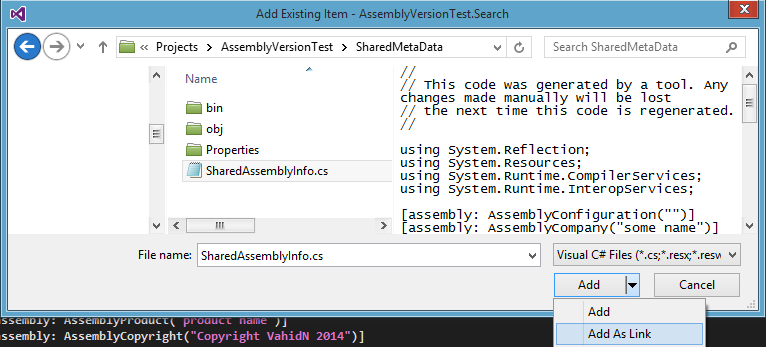 Add Existing Item - AssemblyVersionTest.Search
« Projects AssemblyVersionTest SharedMetaData
Search SharedMetaData
Name
bin
obj
Properties
SharedAssemblyInfo.cs
//
// This code was generated by a tool. Any
changes made manually will be lost
// the next time this code is regenerated.
//
using System.Reflection;
using System.Resources;
using System.Runtime.CompilerServices;
using System.Runtime.InteropServices;
[assembly: AssemblyConfiguration("")]
[assembly: AssemblyCompany("some name")]
File name: SharedAssemblyInfo.cs
Visual C# Files (*.cs;*.resx;*.resw
Add Cancel
Add
Add As Link
assembly: AssemblyProduct("product name")]
assembly: AssemblyCopyright("Copyright VahidN 2014")]